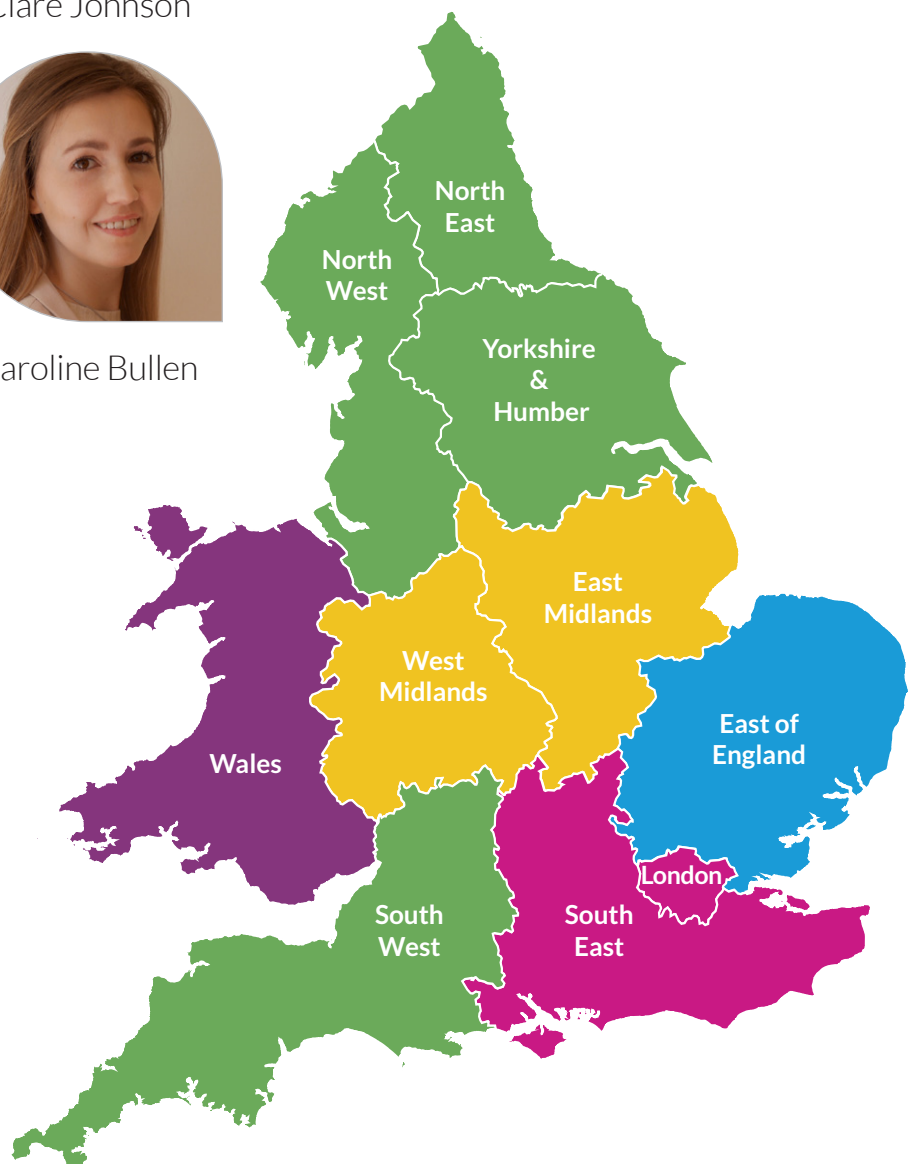 Clare Johnson
North
East
North
West
Yorkshire
&
Humber
aroline Bullen
East
Midlands
West
Midlands
East of
England
Wales
London
South
West
South
East